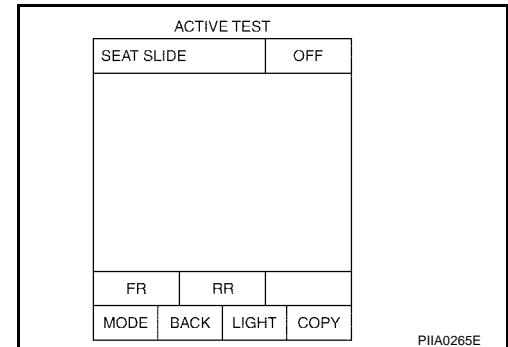 ACTIVE TEST
SEAT SLIDE OFF
FR RR
MODE BACK LIGHT COPY
PIIA0265E